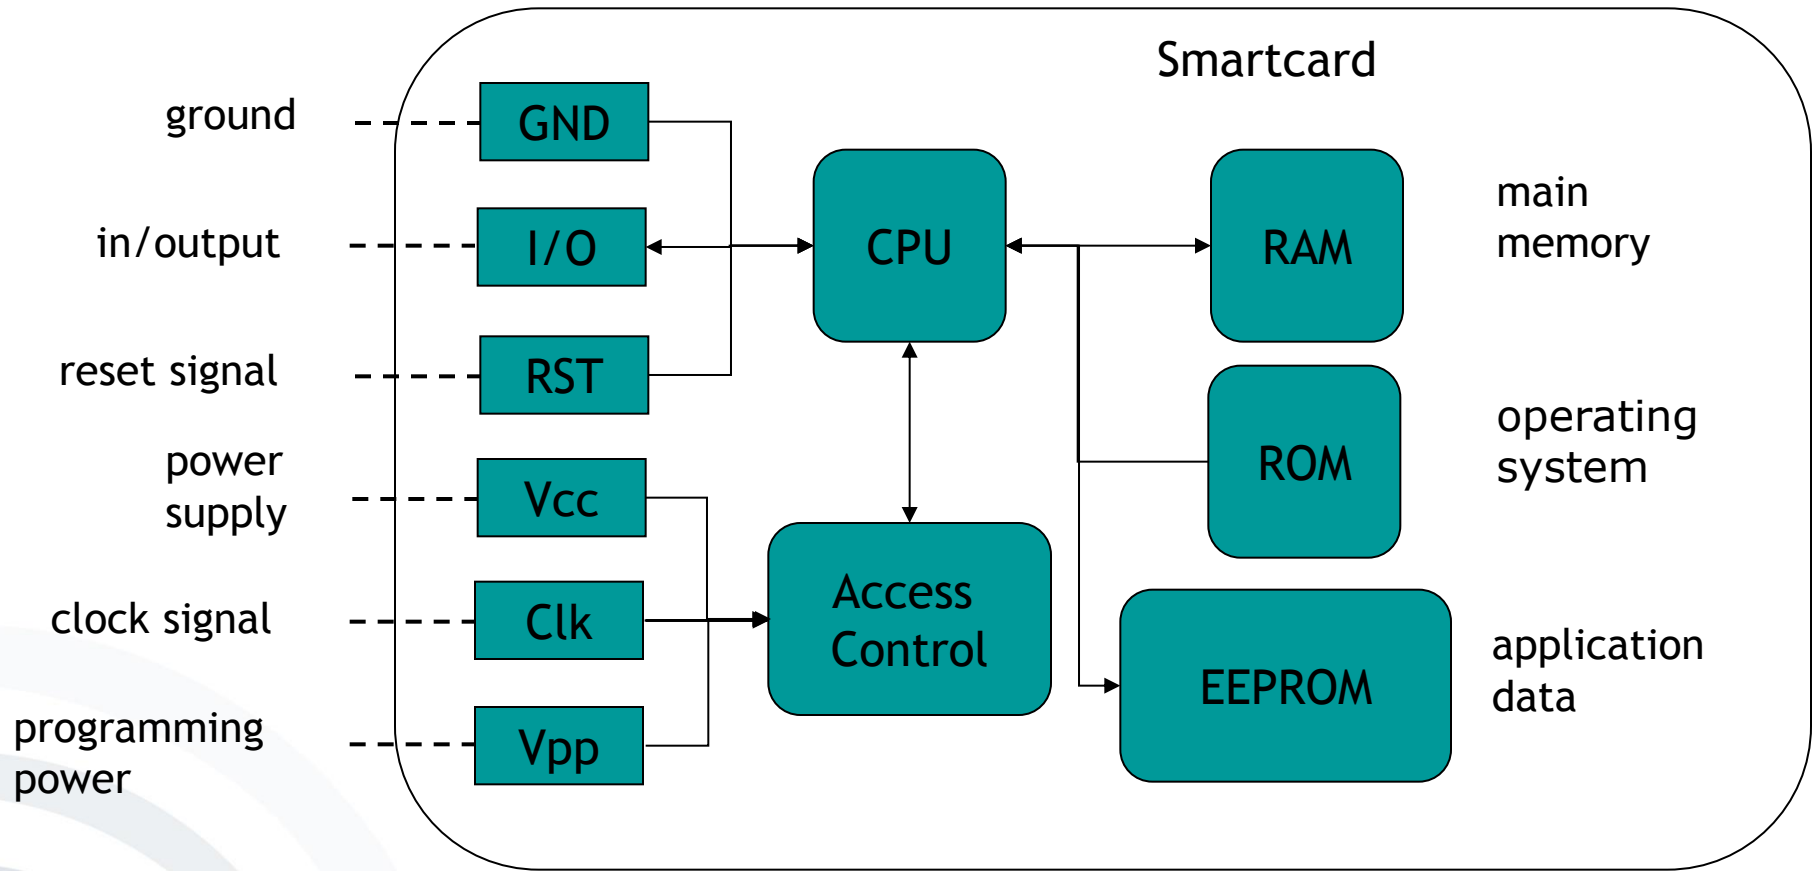 Smartcard
ground
GND
in/output
I/O
CPU
RAM
main
memory
reset signal
RST
ROM
operating
system
power
supply
Vcc
clock signal
Clk
Access
Control
EEPROM
application
data
programming
power
Vpp